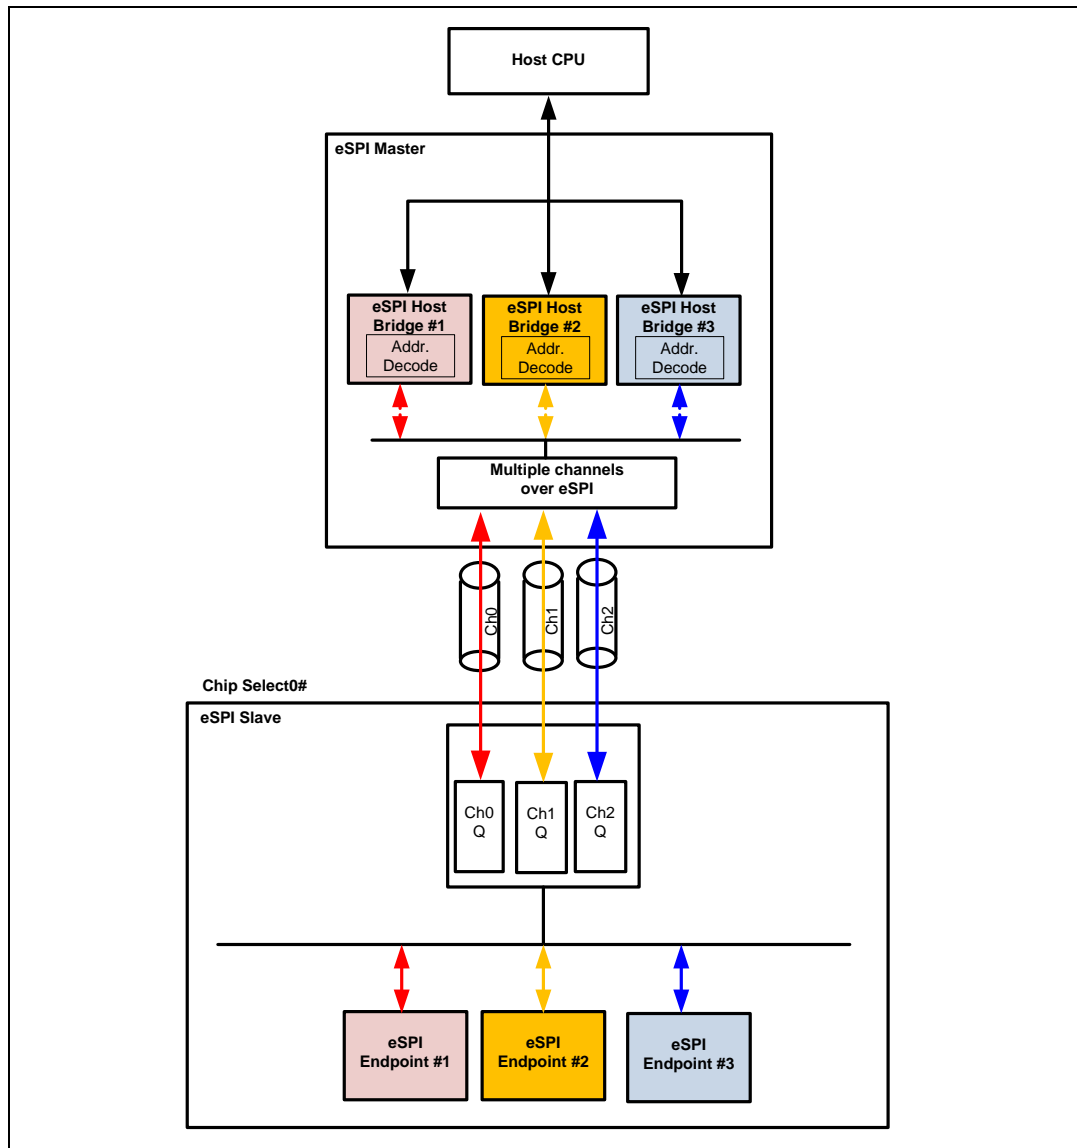 Host CPU
eSPI Master
eSPI Host
Bridge #1
Addr.
Decode
eSPI Host
Bridge #2
Addr.
Decode
eSPI Host
Bridge #3
Addr.
Decode
Multiple channels
over eSPI
Ch0
Ch1
Ch2
Chip Select0#
eSPI Slave
Ch0
Q
Ch1
Q
Ch2
Q
eSPI
Endpoint #1
eSPI
Endpoint #2
eSPI
Endpoint #3